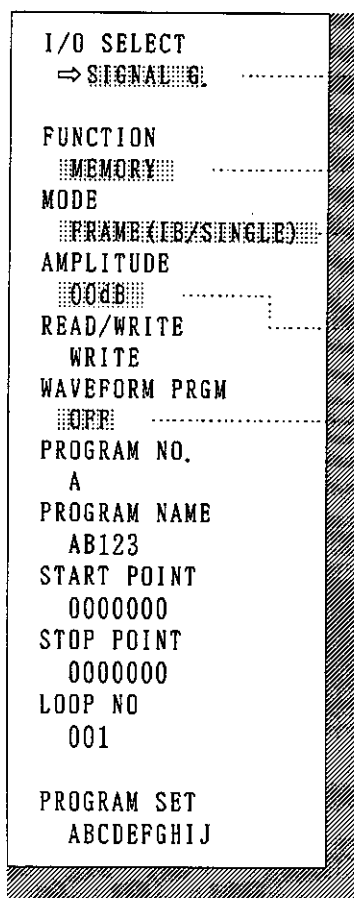 I/O SELECT
⇒SIGNAL G.
FUNCTION
MEMORY
MODE
FRAME(IB/SINGLE)
AMPLITUDE
00dB
READ/WRITE
WRITE
WAVEFORM PRGM
OFF
PROGRAM NO.
A
PROGRAM NAME
AB123
START POINT
0000000
STOP POINT
0000000
LOOP NO
001
PROGRAM SET
ABCDEFGHIJ